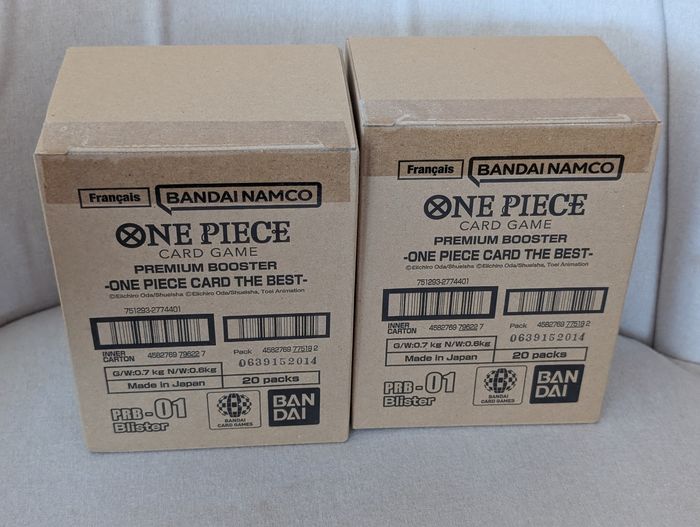 Français BANDAI NAMCO
ONE PIECE
CARD GAME
PREMIUM BOOSTER
-ONE PIECE CARD THE BEST-
©Eiichiro Oda/Shueisha ©Eiichiro Oda/Shueisha, Toei Animation
751293-2774401
INNER CARTON 4582769 79622 7
Pack 4582769 77519 2
0639152014
G/W:0.7 kg N/W:0.6kg
Made In Japan
20 packs
PRB-01
Blister
BANDAI
CARD GAMES
BAN
DAI
Français BANDAI NAMCO
ONE PIECE
CARD GAME
PREMIUM BOOSTER
-ONE PIECE CARD THE BEST-
©Eiichiro Oda/Shueisha ©Eiichiro Oda/Shueisha, Toei Animation
751293-2774401
INNER CARTON 4582769 79622 7
Pack 4582769 77519 2
0639152014
G/W:0.7 kg N/W:0.6kg
Made In Japan
20 packs
PRB-01
Blister
BANDAI
CARD GAMES
BAN
DAI